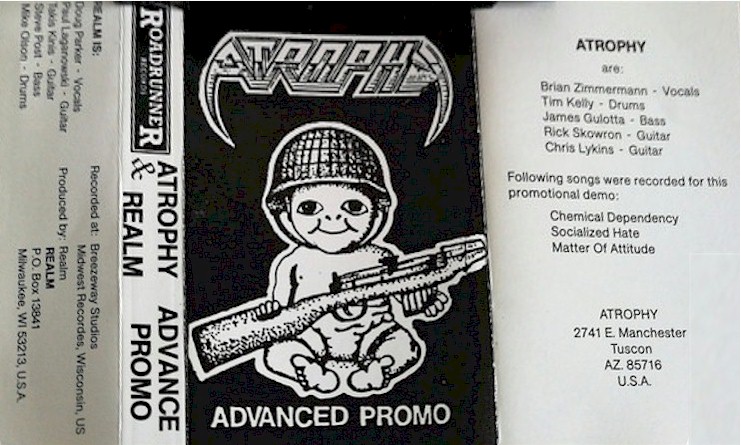 REALM IS:
Doug Parker - Vocals
Paul Laganowski - Guitar
Takis Kinis - Guitar
Steve Post - Bass
Mike Olson - Drums
Recorded at: Breezeway Studios
Midwest Recordes, Wisconsin, US
Produced by: Realm
REALM
P.O. Box 13841
Milwaukee, WI 53213, U.S.A.
ROADRUNNER
RECORDS
ATROPHY ADVANCE
& REALM PROMO
ATROPHY
ADVANCED PROMO
ATROPHY
are:
Brian Zimmermann - Vocals
Tim Kelly - Drums
James Gulotta - Bass
Rick Skowron - Guitar
Chris Lykins - Guitar
Following songs were recorded for this
promotional demo:
Chemical Dependency
Socialized Hate
Matter Of Attitude
ATROPHY
2741 E. Manchester
Tuscon
AZ. 85716
U.S.A.